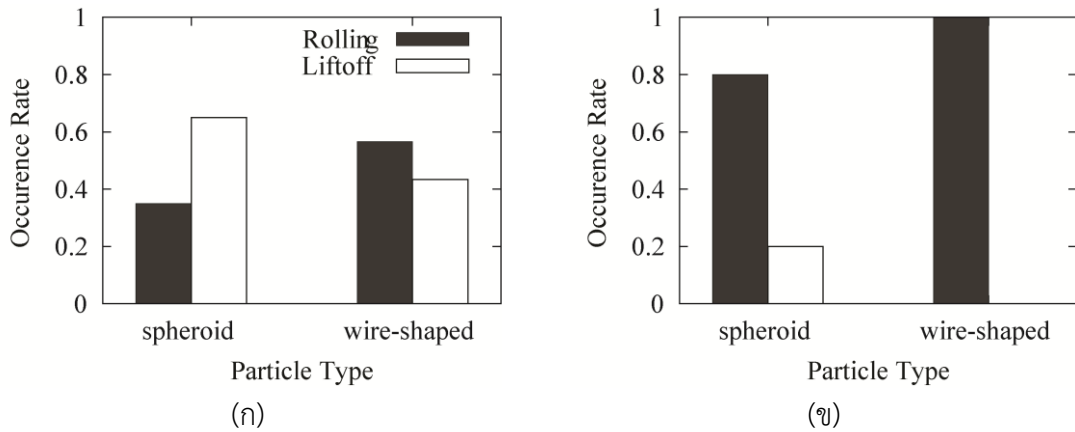 1
0.8
0.6
0.4
0.2
0
Occurence Rate
Rolling
Liftoff
spheroid wire-shaped
Particle Type
(ก)
1
0.8
0.6
0.4
0.2
0
Occurence Rate
spheroid wire-shaped
Particle Type
(ข)